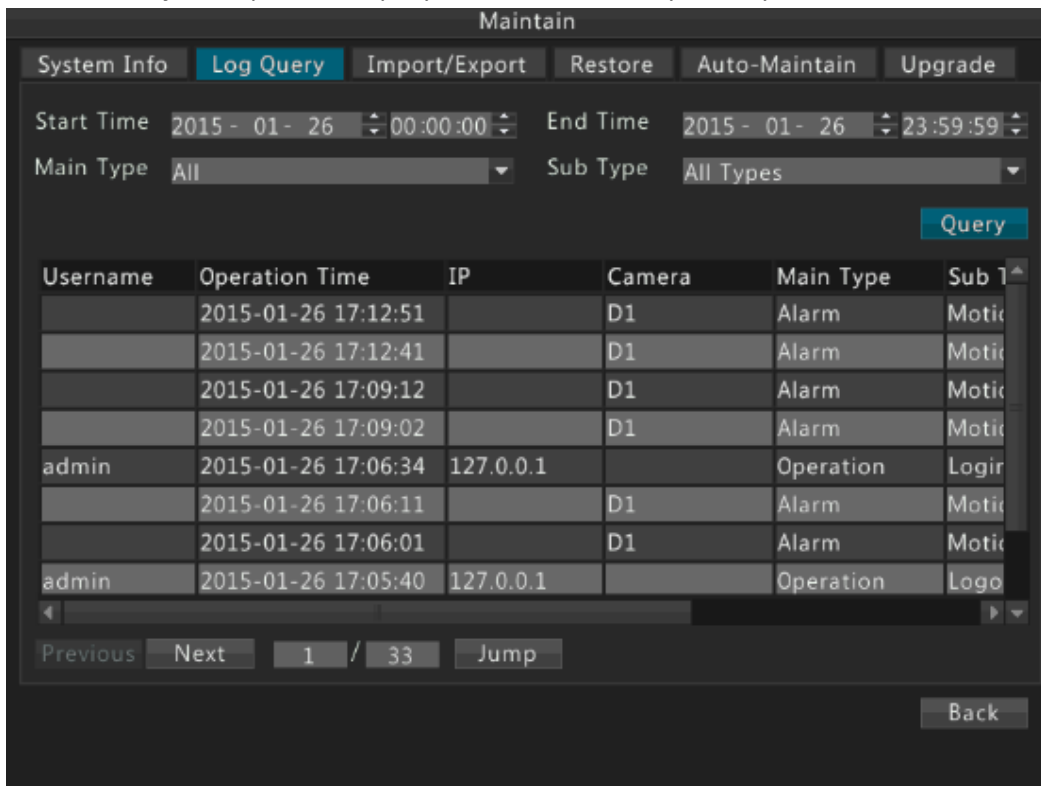 Maintain
System Info Log Query Import/Export Restore Auto-Maintain Upgrade
Start Time 2015 - 01 - 26 00:00:00 End Time 2015 - 01 - 26 23:59:59
Main Type All Sub Type All Types
Query
Username Operation Time IP Camera Main Type Sub
2015-01-26 17:12:51 D1 Alarm
2015-01-26 17:12:41 D1 Alarm
2015-01-26 17:09:12 D1 Alarm
2015-01-26 17:09:02 D1 Alarm
admin 2015-01-26 17:06:34 127.0.0.1 Operation
2015-01-26 17:06:11 D1 Alarm
2015-01-26 17:06:01 D1 Alarm
admin 2015-01-26 17:05:40 127.0.0.1 Operation Logo
Previous Next 1 / 33 Jump
Back